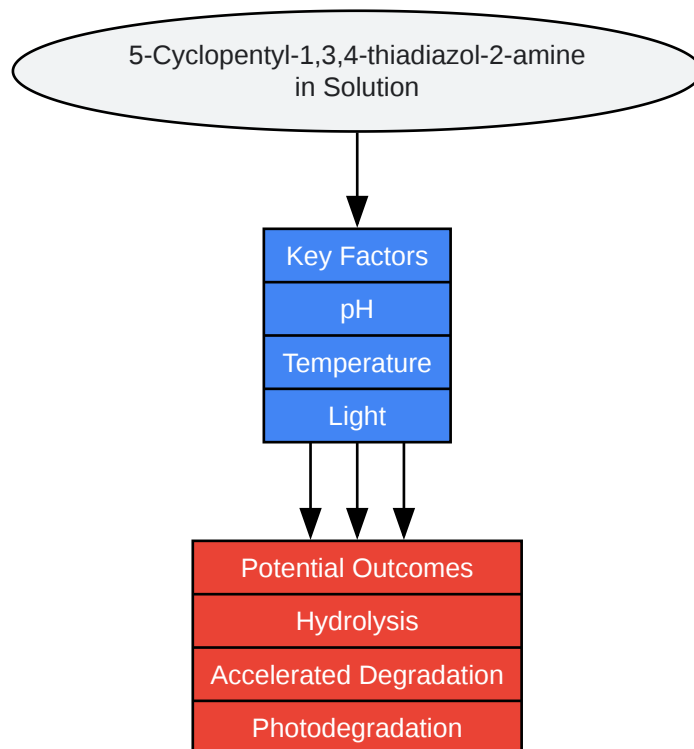 5-Cyclopentyl-1,3,4-thiadiazol-2-amine
in Solution
Key Factors
pH
Temperature
Light
Potential Outcomes
Hydrolysis
Accelerated Degradation
Photodegradation